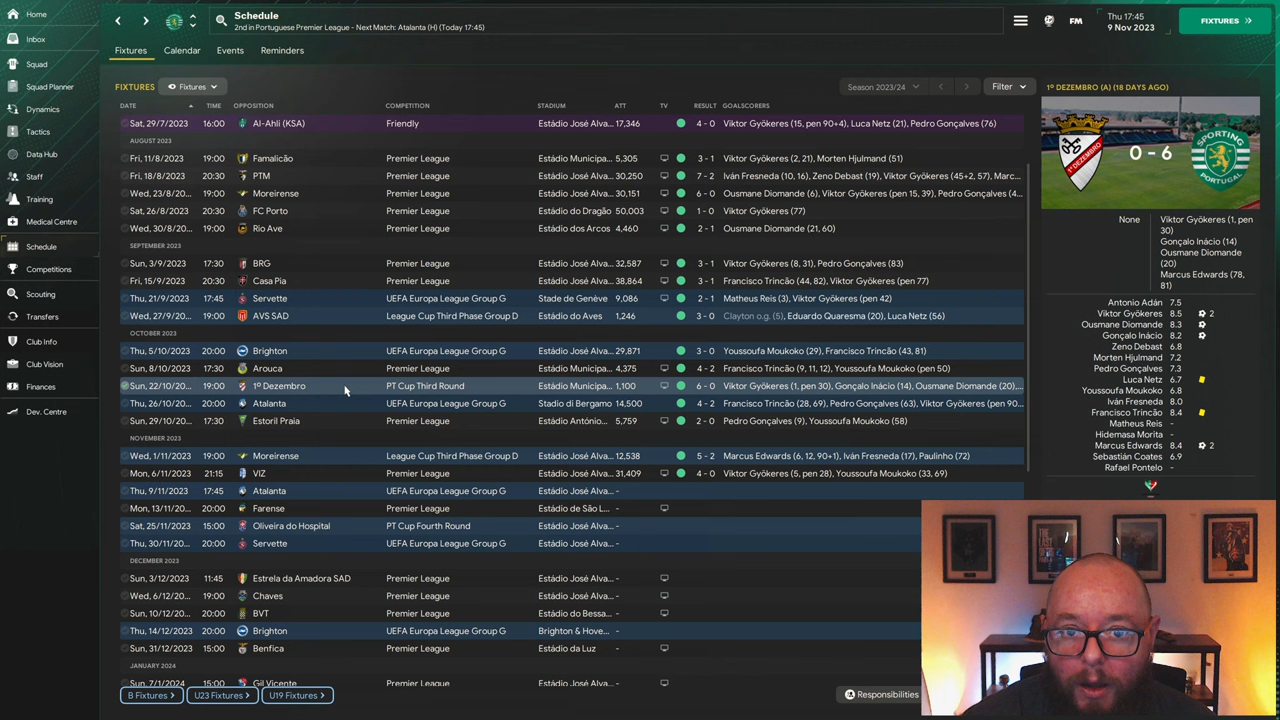 Home
Inbox
Squad
Squad Planner
Dynamics
Tactics
Data Hub
Staff
Training
Medical Centre
Schedule
Competitions
Scouting
Transfers
Club Info
Club Vision
Finances
Dev. Centre
Schedule
2nd in Portuguese Premier League - Next Match: Atalanta (H) (Today 17:45)
FM
Thu 17:45
9 Nov 2023
FIXTURES
Fixtures Calendar Events Reminders
FIXTURES Fixtures Season 2023/24 Filter
DATE TIME OPPOSITION COMPETITION STADIUM ATT TV RESULT GOALSCORERS
Sat, 29/7/2023 16:00 Al-Ahli (KSA) Friendly Estádio José Alva... 17,346 4 - 0 Viktor Gyökeres (15, pen 90+4), Luca Netz (21), Pedro Gonçalves (76)
AUGUST 2023
Fri, 11/8/2023 19:00 Famalicão Premier League Estádio Municipa... 5,305 3 - 1 Viktor Gyökeres (2, 21), Morten Hjulmand (51)
Fri, 18/8/2023 20:30 PTM Premier League Estádio Municipa... 30,250 7 - 2 Iván Fresneda (10, 16), Zeno Debast (19), Viktor Gyökeres (45+2, 57), Marc...
Wed, 23/8/2023 19:00 Moreirense Premier League Estádio José Alva... 30,151 6 - 0 Ousmane Diomande (6), Viktor Gyökeres (pen 15, 39), Pedro Gonçalves (4...
Sat, 26/8/2023 20:30 FC Porto Premier League Estádio do Dragão 50,003 1 - 0 Viktor Gyökeres (77)
Wed, 30/8/20... 19:00 Rio Ave Premier League Estádio dos Arcos 4,460 2 - 1 Ousmane Diomande (21, 60)
SEPTEMBER 2023
Sun, 3/9/2023 17:30 BRG Premier League Estádio José Alva... 32,587 3 - 1 Viktor Gyökeres (8, 31), Pedro Gonçalves (83)
Fri, 15/9/2023 20:30 Casa Pia Premier League Estádio José Alva... 38,864 3 - 1 Francisco Trincão (44, 82), Viktor Gyökeres (pen 77)
Thu, 21/9/2023 17:45 Servette UEFA Europa League Group G Stade de Genève 9,086 2 - 1 Matheus Reis (3), Viktor Gyökeres (pen 42)
Wed, 27/9/20... 19:00 AVS SAD League Cup Third Phase Group D Estádio do Aves 1,246 3 - 0 Clayton o.g. (5), Eduardo Quaresma (20), Luca Netz (56)
OCTOBER 2023
Thu, 5/10/2023 20:00 Brighton UEFA Europa League Group G Estádio José Alva... 29,871 3 - 0 Youssoufa Moukoko (29), Francisco Trincão (43, 81)
Sun, 8/10/2023 20:30 Arouca Premier League Estádio Municipa... 4,375 4 - 2 Francisco Trincão (9, 11, 12), Youssoufa Moukoko (pen 50)
Sun, 22/10/20... 19:00 1º Dezembro PT Cup Third Round Estádio Municipa... 1,100 6 - 0 Viktor Gyökeres (1, pen 30), Gonçalo Inácio (14), Ousmane Diomande (20),...
Thu, 26/10/20... 20:00 Atalanta UEFA Europa League Group G Stadio di Bergamo 14,500 4 - 2 Francisco Trincão (28, 69), Pedro Gonçalves (63), Viktor Gyökeres (pen 90...
Sun, 29/10/20... 17:30 Estoril Praia Premier League Estádio António... 5,759 2 - 0 Pedro Gonçalves (9), Youssoufa Moukoko (58)
NOVEMBER 2023
Wed, 1/11/2023 20:00 Moreirense League Cup Third Phase Group D Estádio José Alva... 12,538 5 - 2 Marcus Edwards (6, 12, 90+1), Iván Fresneda (17), Paulinho (72)
Mon, 6/11/2023 21:15 VIZ Premier League Estádio José Alva... 31,409 4 - 0 Viktor Gyökeres (5, pen 28), Youssoufa Moukoko (33, 69)
Thu, 9/11/2023 17:45 Atalanta UEFA Europa League Group G Estádio José Alva... -
Mon, 13/11/2023 20:00 Farense Premier League Estádio de São L... -
Sat, 25/11/2023 15:00 Oliveira do Hospital PT Cup Fourth Round Estádio José Alva... -
Thu, 30/11/2023 20:00 Servette UEFA Europa League Group G Estádio José Alva... -
DECEMBER 2023
Sun, 3/12/2023 11:45 Estrela da Amadora SAD Premier League Estádio José Alva... -
Wed, 6/12/2023 19:00 Chaves Premier League Estádio José Alva... -
Sun, 10/12/20... 20:00 BVT Premier League Estádio do Bessa... -
Thu, 14/12/2023 20:00 Brighton UEFA Europa League Group G Brighton & Hove... -
Sun, 31/12/2023 15:00 Benfica Premier League Estádio da Luz -
JANUARY 2024
Sun, 7/1/2024 15:00 Gil Vicente Premier League Estádio José Alva... -
B Fixtures U23 Fixtures U19 Fixtures
Responsibilities
1º DEZEMBRO (A) (18 DAYS AGO)
0 - 6
SPORTING
PORTUGAL
None
Viktor Gyökeres (1, pen
30)
Gonçalo Inácio (14)
Ousmane Diomande
(20)
Marcus Edwards (78,
81)
Antonio Adán 7.5
Viktor Gyökeres 8.5 2
Ousmane Diomande 8.3
Gonçalo Inácio 8.2
Zeno Debast 6.8
Morten Hjulmand 7.2
Pedro Gonçalves 7.3
Luca Netz 6.7
Youssoufa Moukoko 6.8
Iván Fresneda 8.0
Francisco Trincão 8.4
Matheus Reis -
Hidemasa Morita -
Marcus Edwards 8.4 2
Sebastián Coates 6.9
Rafael Pontelo -